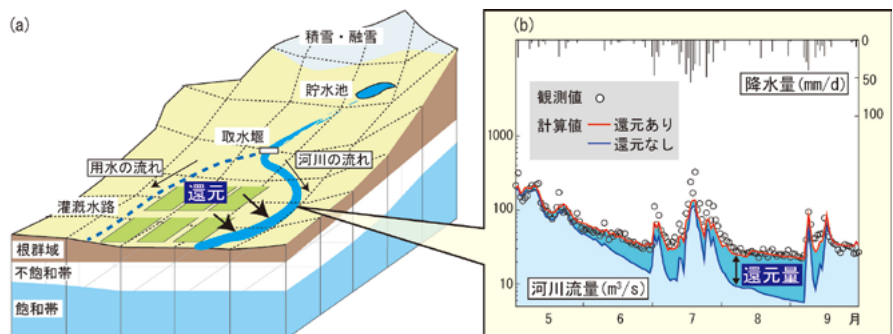 (a)
積雪・融雪
貯水池
取水堰
用水の流れ
河川の流れ
灌漑水路
還元
根群域
不飽和帯
飽和帯
(b)
0
50
100
降水量(mm/d)
観測値
計算値 還元あり
還元なし
1000
100
10
還元量
河川流量(m³/s)
5 6 7 8 9 月